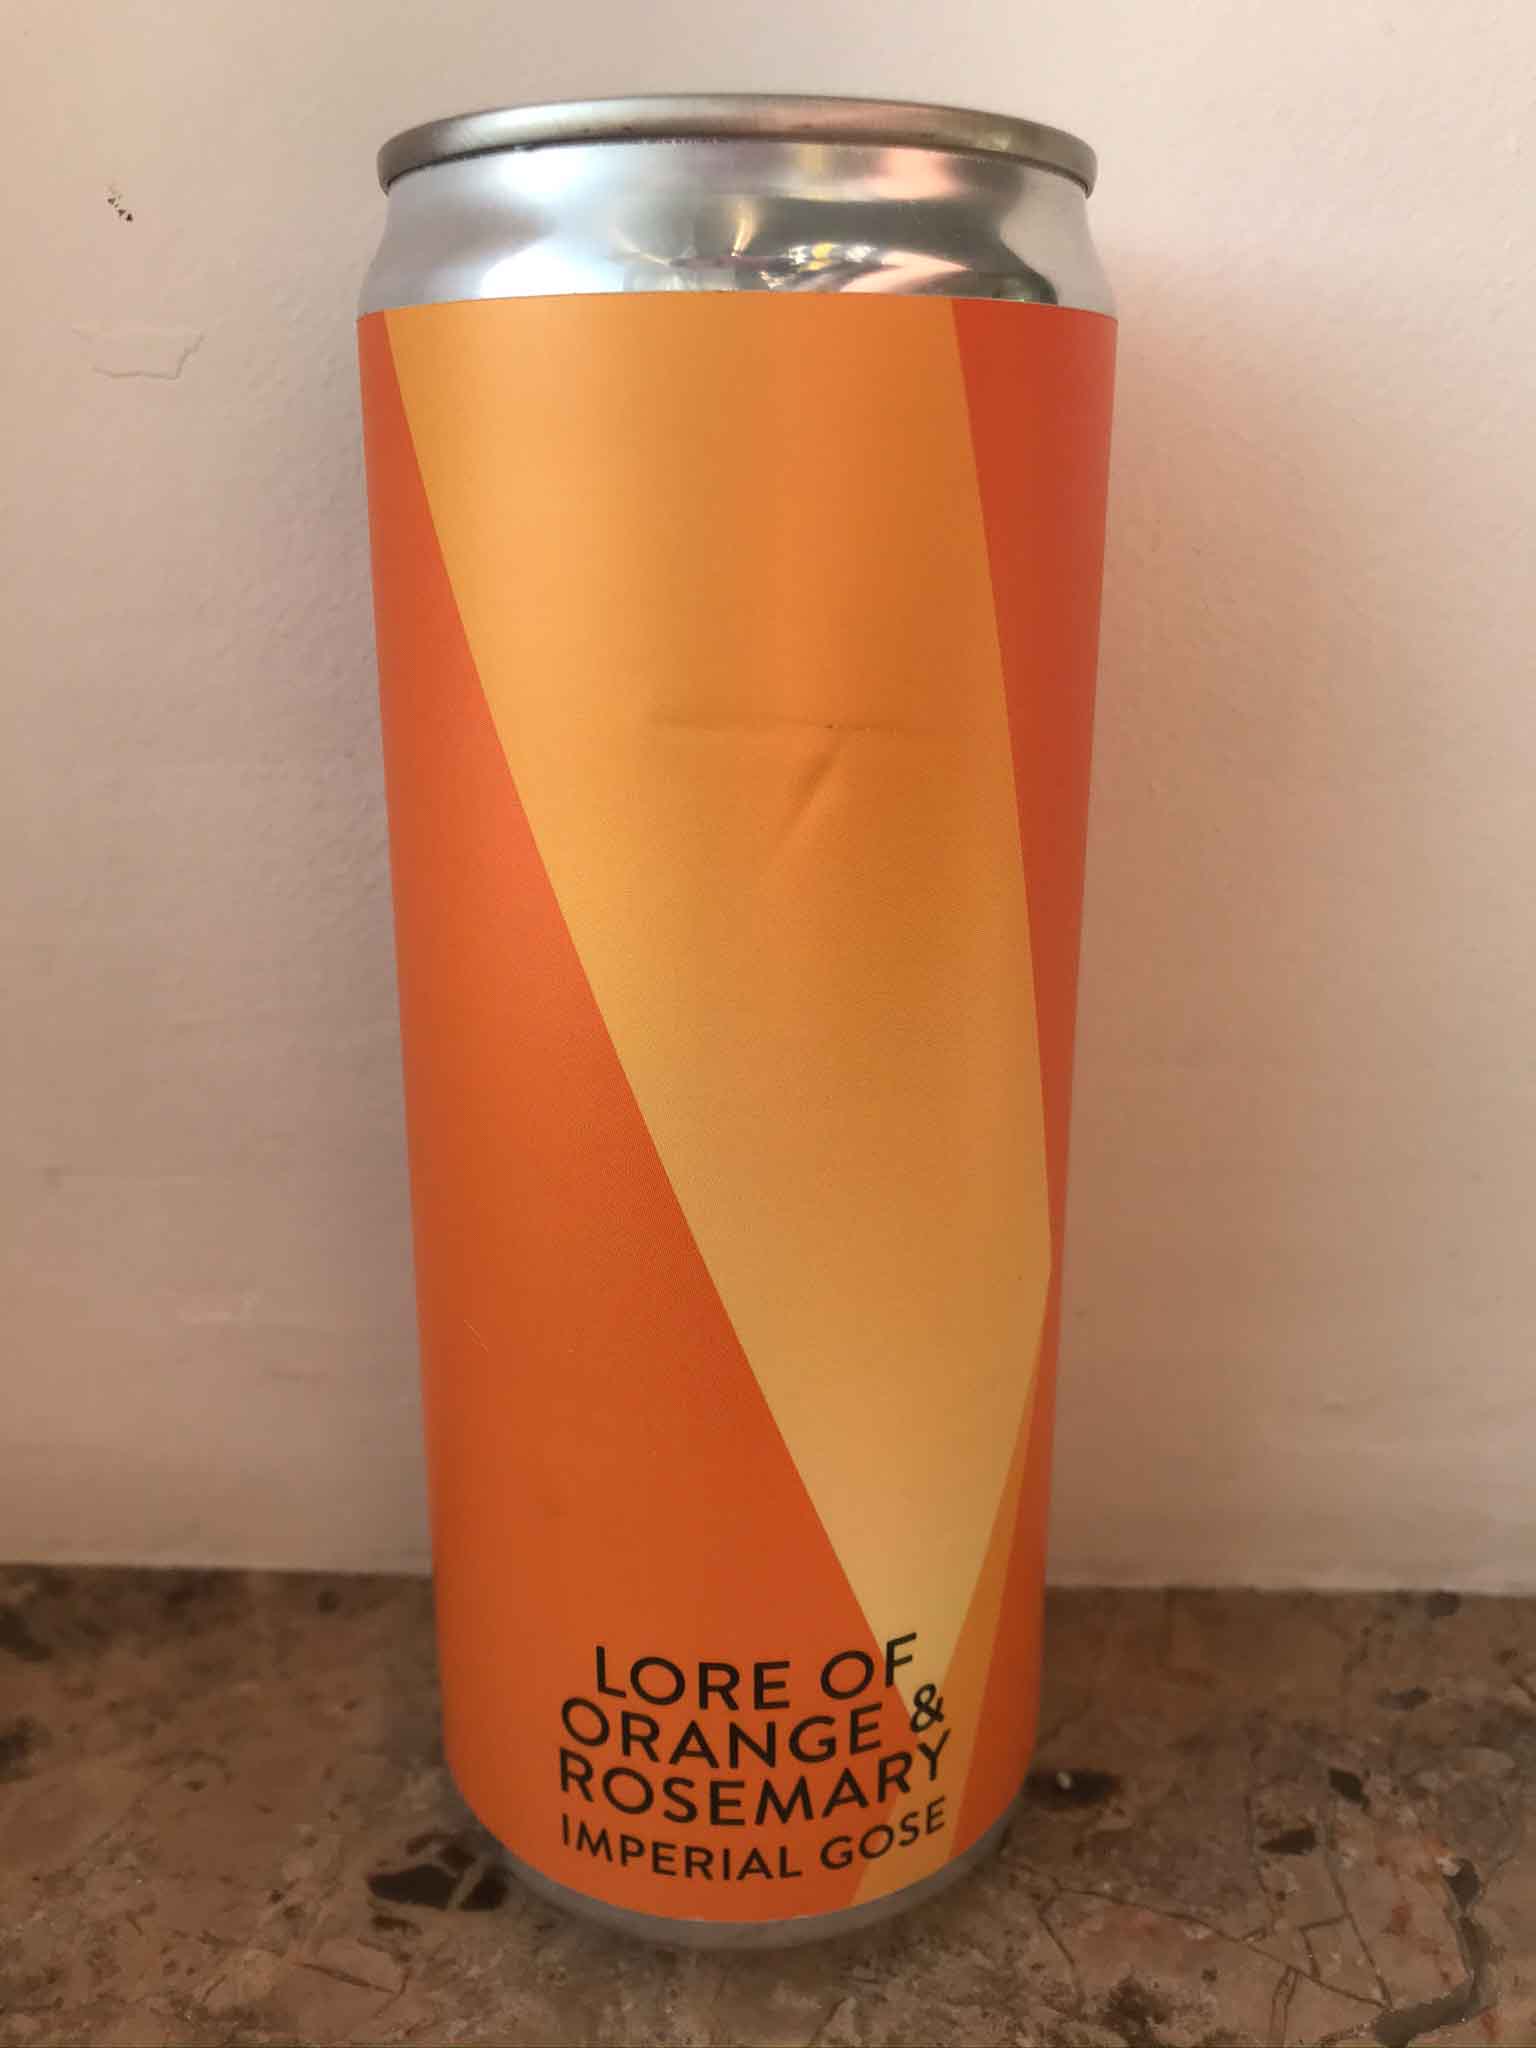 LORE OF
ORANGE &
ROSEMARY
IMPERIAL GOSE